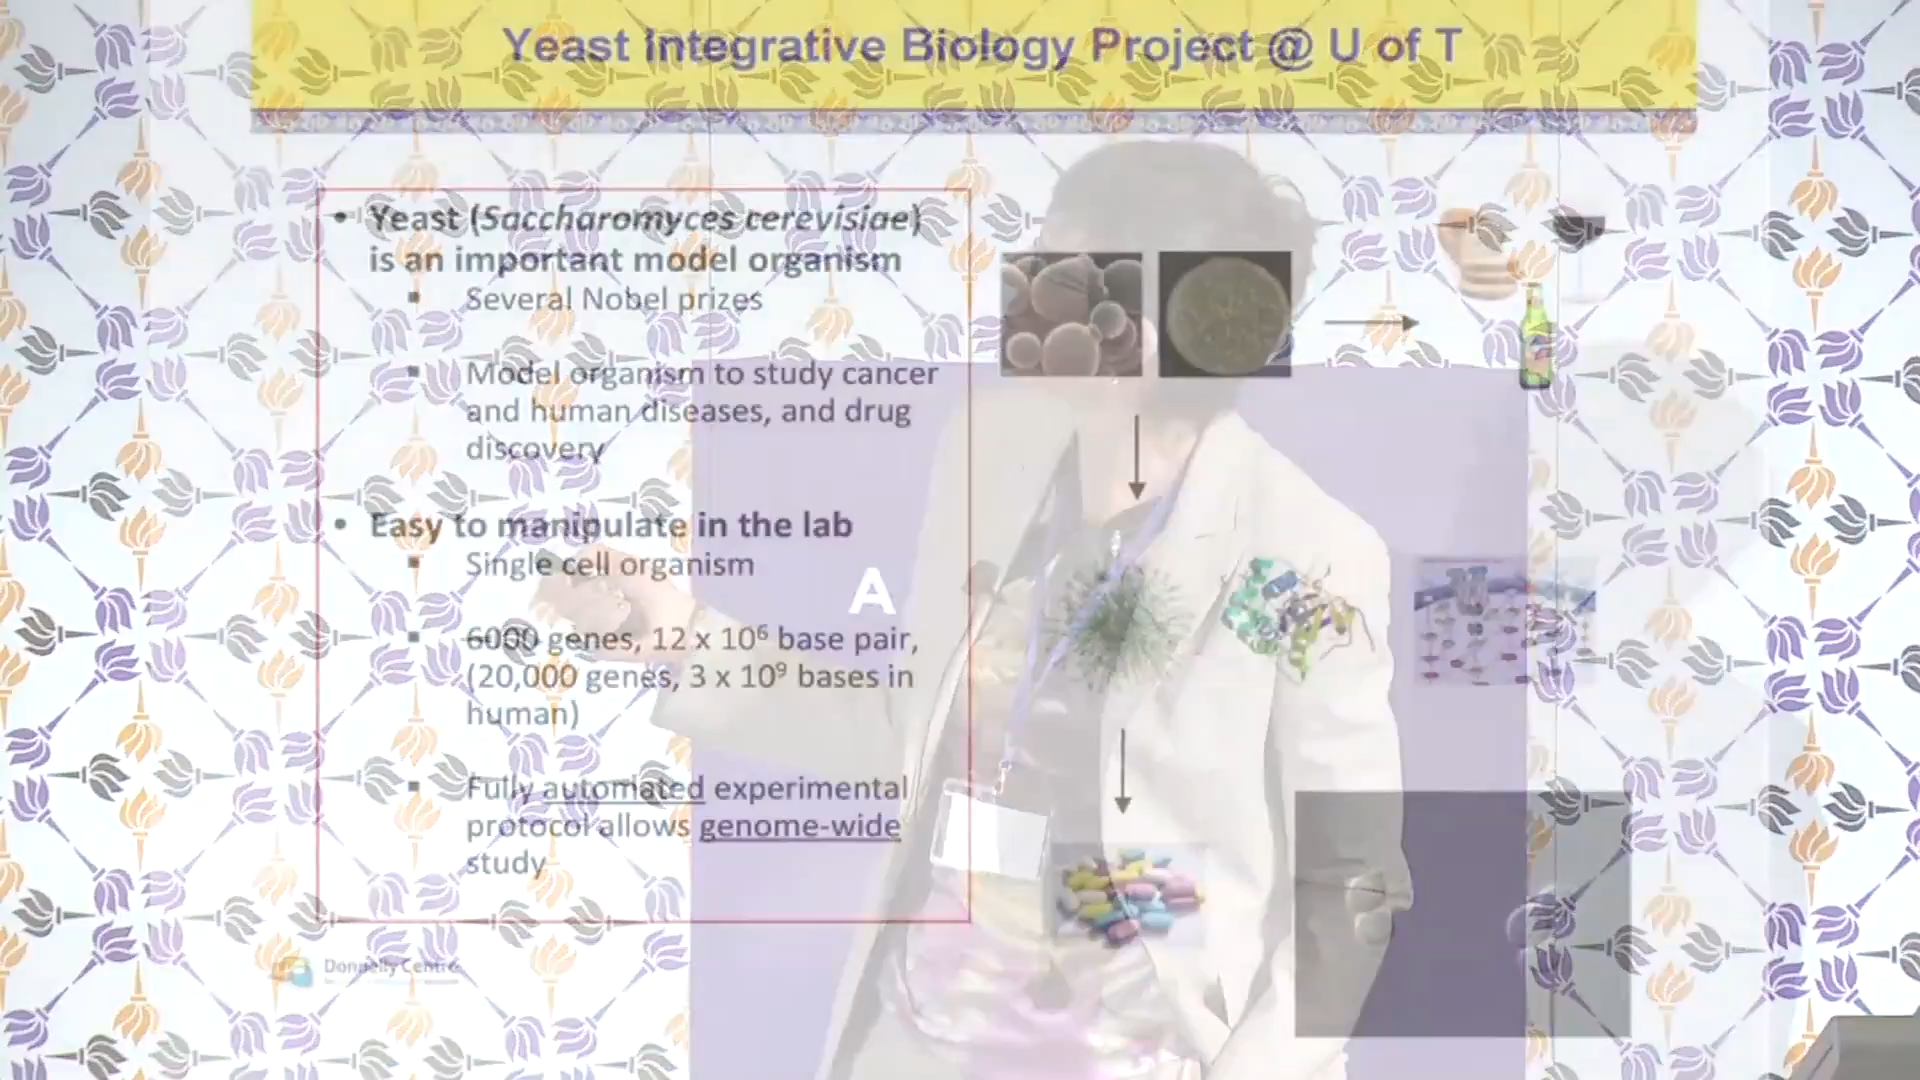 Yeast Integrative Biology Project @ U of T
• Yeast (Saccharomyces cerevisiae)
is an important model organism
▪ Several Nobel prizes
▪ Model organism to study cancer
and human diseases, and drug
discovery
• Easy to manipulate in the lab
▪ Single cell organism
▪ 6000 genes, 12 x 10⁶ base pair,
(20,000 genes, 3 x 10⁹ bases in
human)
▪ Fully automated experimental
protocol allows genome-wide
study
A
Donnelly Centre